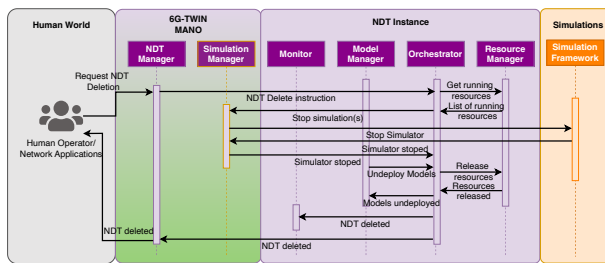 Human World
6G-TWIN
MANO
NDT Instance
Simulations
NDT
Manager
Simulation
Manager
Monitor
Model
Manager
Orchestrator
Resource
Manager
Simulation
Framework
Request NDT
Deletion
NDT Delete instruction
Get running
resources
List of running
resources
Stop simulation(s)
Human Operator/
Network Applications
Stop Simulator
Simulator stoped
Simulator stoped
Undeploy Models
Release
resources
Resources
released
Models undeployed
NDT deleted
NDT deleted
NDT deleted